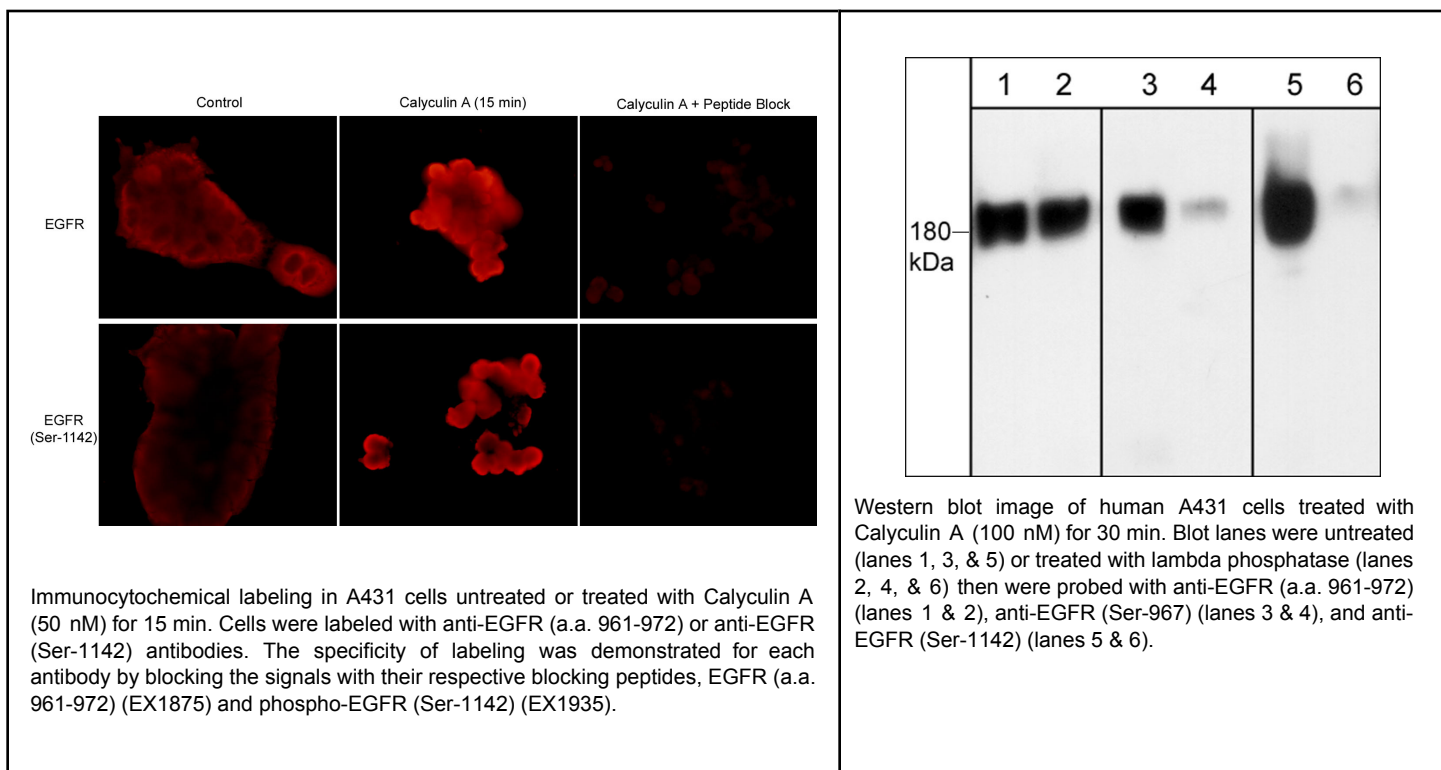 Control
Calyculin A (15 min)
Calyculin A + Peptide Block
EGFR
EGFR
(Ser-1142)
Immunocytochemical labeling in A431 cells untreated or treated with Calyculin A
(50 nM) for 15 min. Cells were labeled with anti-EGFR (a.a. 961-972) or anti-EGFR
(Ser-1142) antibodies. The specificity of labeling was demonstrated for each
antibody by blocking the signals with their respective blocking peptides, EGFR (a.a.
961-972) (EX1875) and phospho-EGFR (Ser-1142) (EX1935).
1 2 3 4 5 6
180
kDa
Western blot image of human A431 cells treated with
Calyculin A (100 nM) for 30 min. Blot lanes were untreated
(lanes 1, 3, & 5) or treated with lambda phosphatase (lanes
2, 4, & 6) then were probed with anti-EGFR (a.a. 961-972)
(lanes 1 & 2), anti-EGFR (Ser-967) (lanes 3 & 4), and anti-
EGFR (Ser-1142) (lanes 5 & 6).